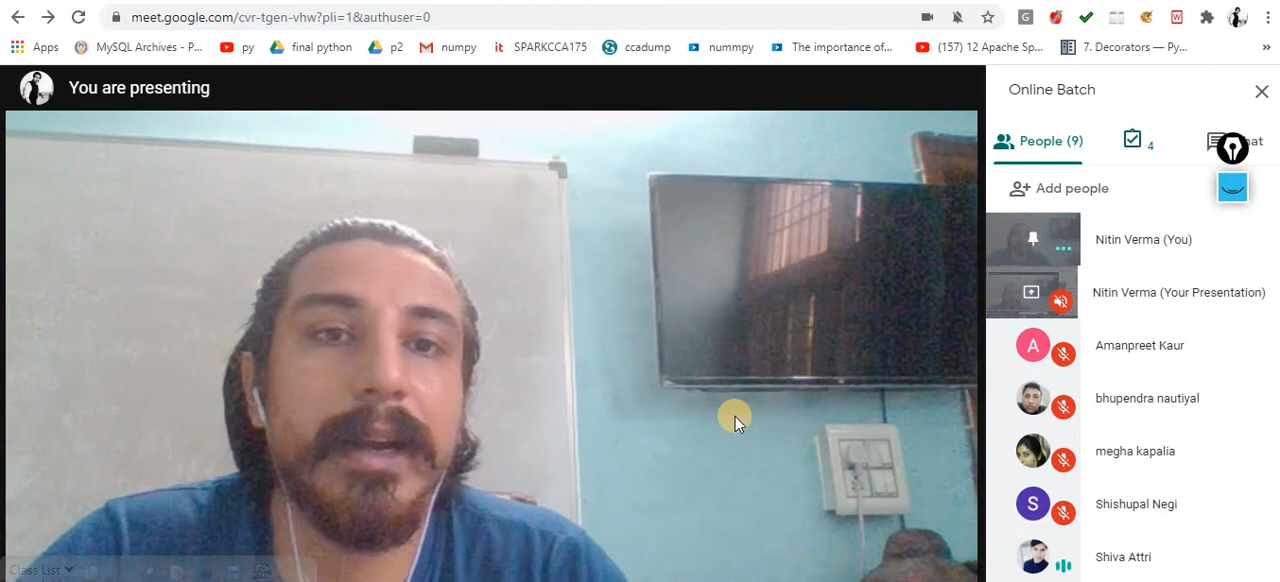 meet.google.com/cvr-tgen-vhw?pli=1&authuser=0
Apps MySQL Archives - P... py final python p2 numpy SPARKCCA175 ccadump nummpy The importance of... (157) 12 Apache Sp... 7. Decorators — Py... »
You are presenting
Online Batch
People (9) 4 hat
Add people
Nitin Verma (You)
Nitin Verma (Your Presentation)
A Amanpreet Kaur
bhupendra nautiyal
megha kapalia
S Shishupal Negi
Shiva Attri
Class List